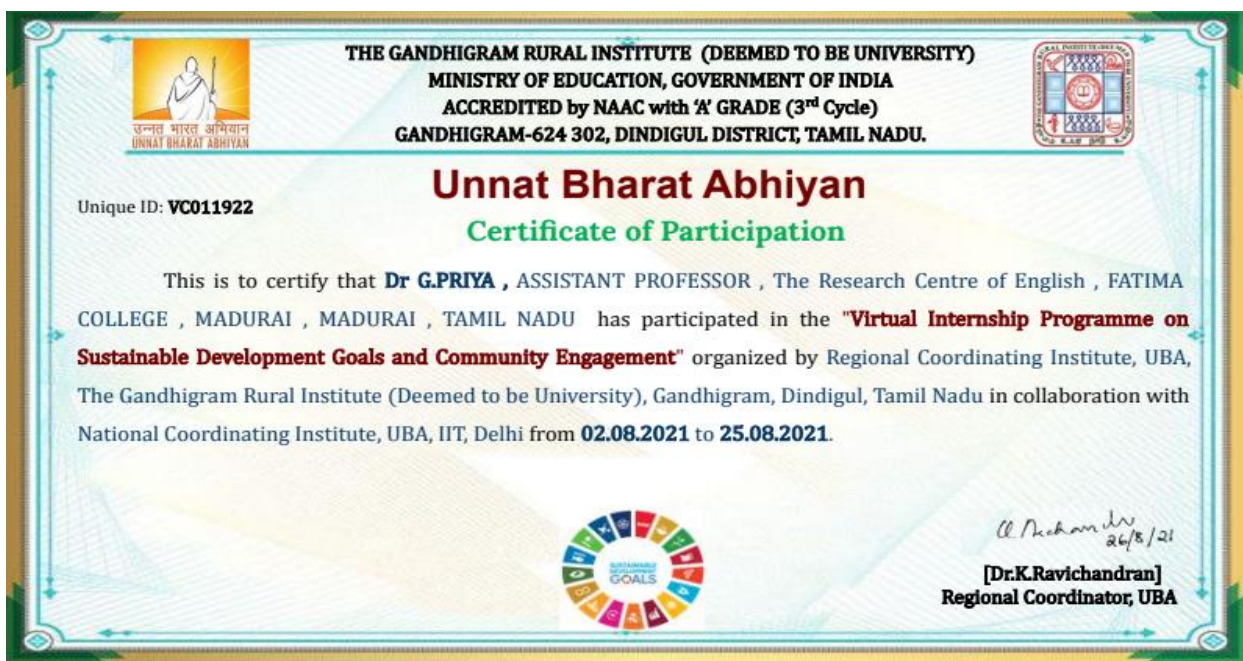 THE GANDHIGRAM RURAL INSTITUTE (DEEMED TO BE UNIVERSITY)
MINISTRY OF EDUCATION, GOVERNMENT OF INDIA
ACCREDITED by NAAC with ‘A’ GRADE (3rd Cycle)
GANDHIGRAM-624 302, DINDIGUL DISTRICT, TAMIL NADU.
उन्नत भारत अभियान
UNNAT BHARAT ABHIYAN
Unnat Bharat Abhiyan
Unique ID: VC011922
Certificate of Participation
This is to certify that Dr G.PRIYA , ASSISTANT PROFESSOR , The Research Centre of English , FATIMA
COLLEGE , MADURAI , MADURAI , TAMIL NADU has participated in the "Virtual Internship Programme on
Sustainable Development Goals and Community Engagement" organized by Regional Coordinating Institute, UBA,
The Gandhigram Rural Institute (Deemed to be University), Gandhigram, Dindigul, Tamil Nadu in collaboration with
National Coordinating Institute, UBA, IIT, Delhi from 02.08.2021 to 25.08.2021.
SUSTAINABLE
DEVELOPMENT
GOALS
26/8/21
[Dr.K.Ravichandran]
Regional Coordinator, UBA